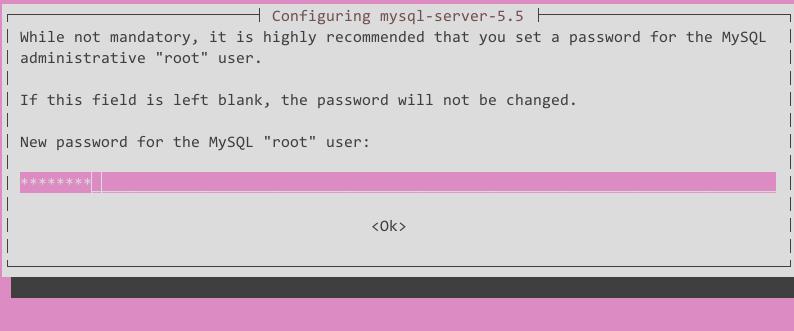 Configuring mysql-server-5.5
While not mandatory, it is highly recommended that you set a password for the MySQL
administrative "root" user.
If this field is left blank, the password will not be changed.
New password for the MySQL "root" user:
********
<Ok>